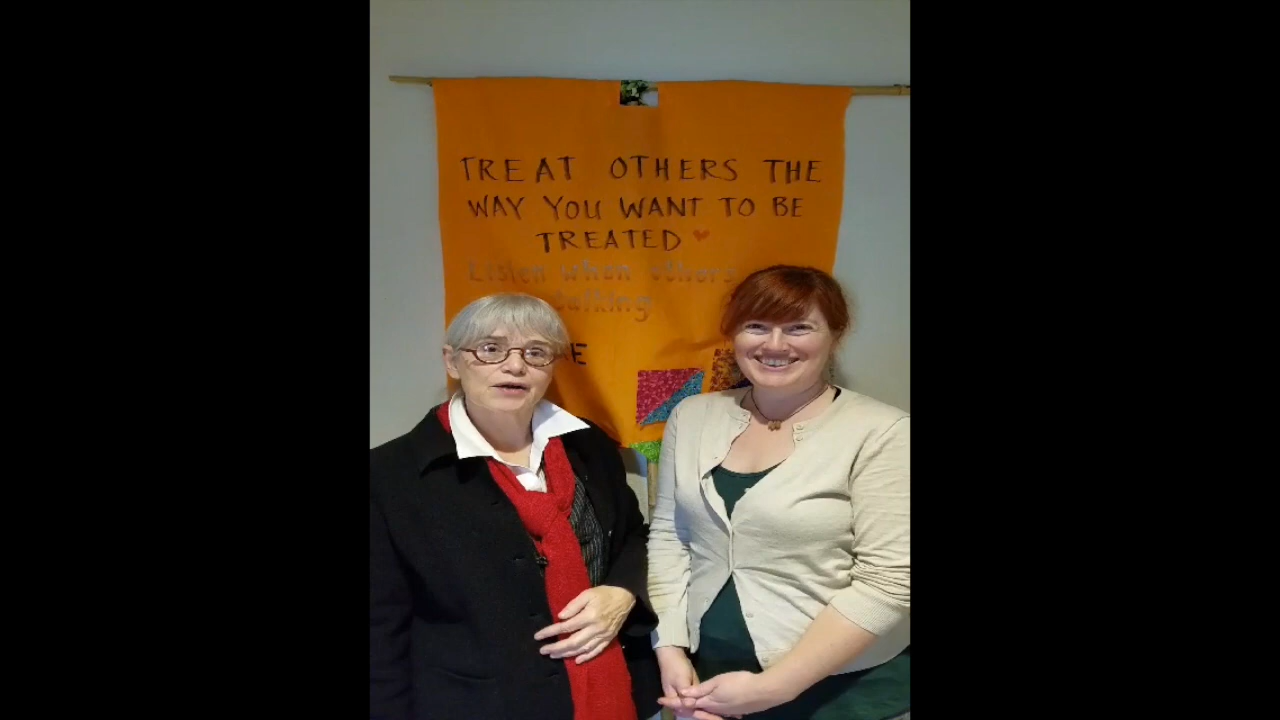 TREAT OTHERS THE
WAY YOU WANT TO BE
TREATED
Listen when others
talking